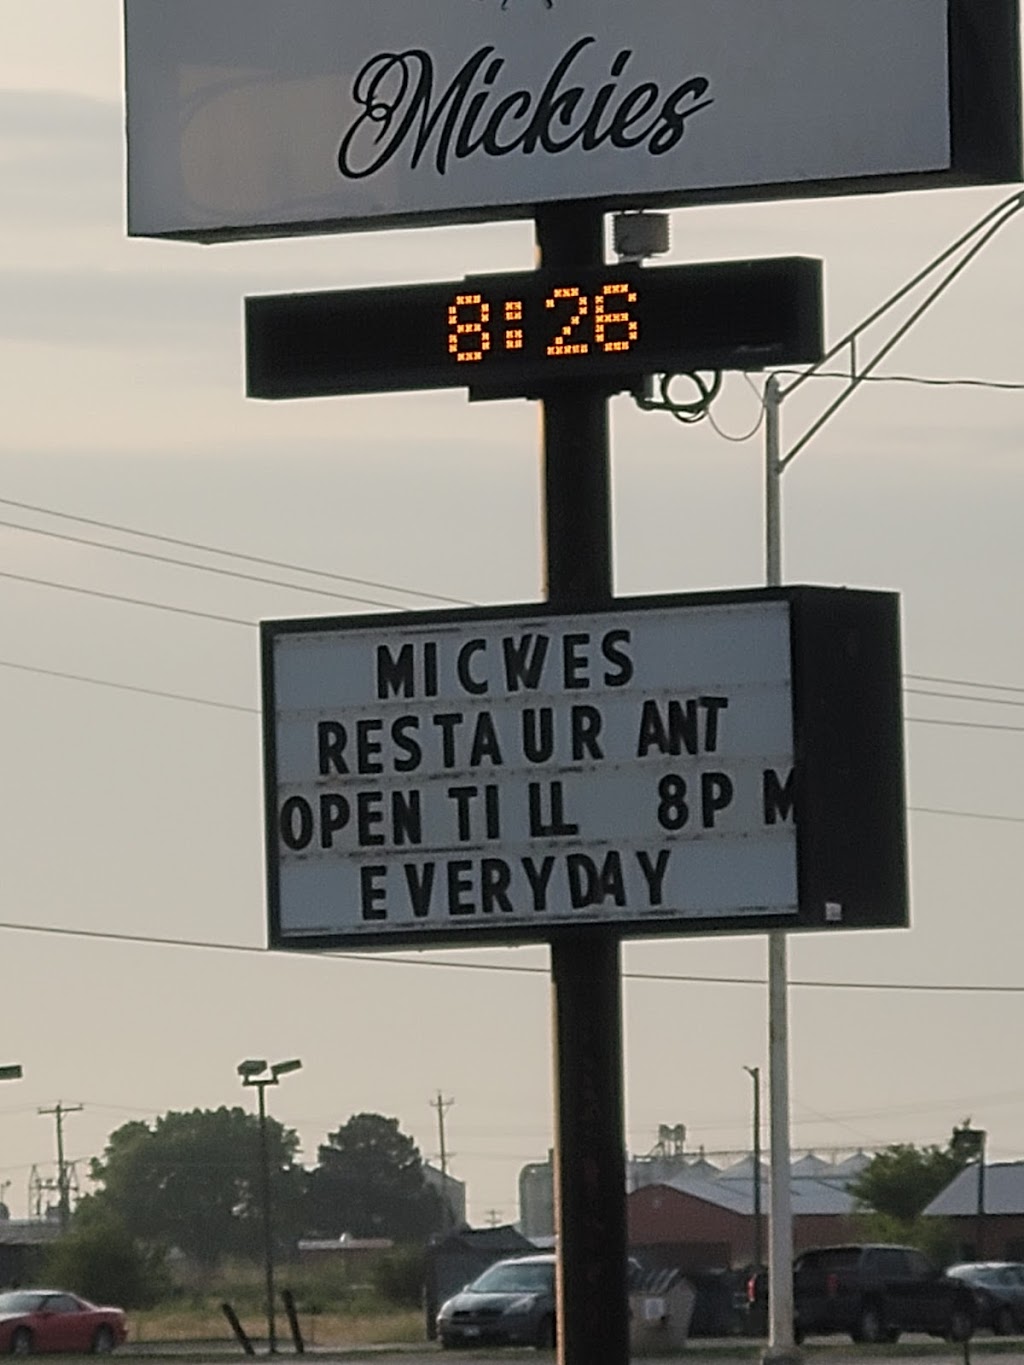 Mickies
8:26
MICKIES
RESTAURANT
OPEN TILL 8PM
EVERYDAY